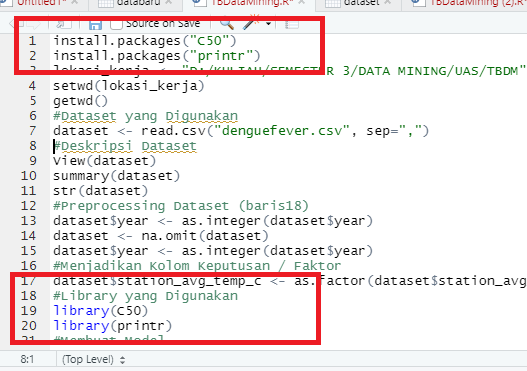 Untitled1* databaru TBDataMining.R* dataset TBDataMining (2).R
Source on Save
1 install.packages("C50")
2 install.packages("printr")
3 lokasi_kerja <- "D:/KULIAH/SEMESTER 3/DATA MINING/UAS/TBDM"
4 setwd(lokasi_kerja)
5 getwd()
6 #Dataset yang Digunakan
7 dataset <- read.csv("denguefever.csv", sep=",")
8 #Deskripsi Dataset
9 View(dataset)
10 summary(dataset)
11 str(dataset)
12 #Preprocessing Dataset (baris18)
13 dataset$year <- as.integer(dataset$year)
14 dataset <- na.omit(dataset)
15 dataset$year <- as.integer(dataset$year)
16 #Menjadikan Kolom Keputusan / Faktor
17 dataset$station_avg_temp_c <- as.factor(dataset$station_avg
18 #Library yang Digunakan
19 library(C50)
20 library(printr)
21 #Membuat Model
8:1 (Top Level)